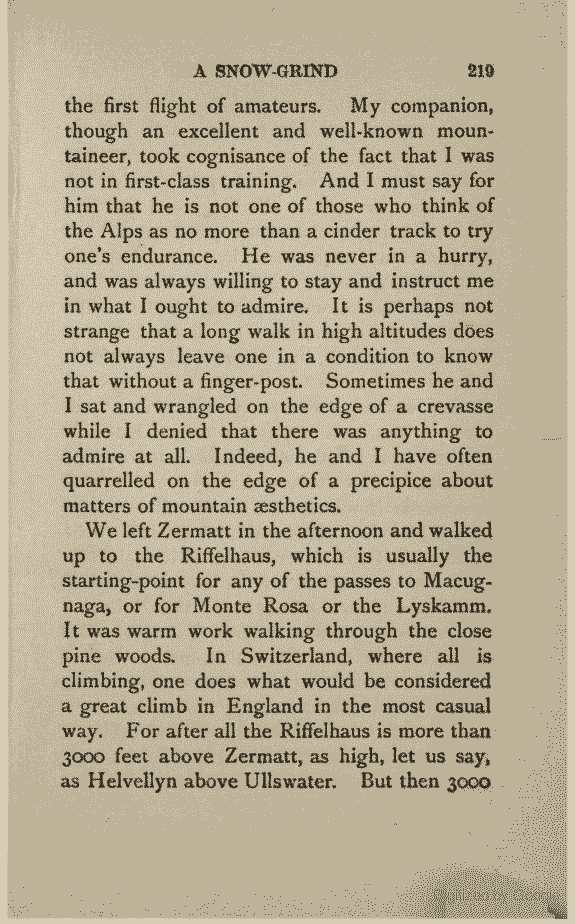 A SNOW-GRIND 219
the first flight of amateurs. My companion,
though an excellent and well-known moun-
taineer, took cognisance of the fact that I was
not in first-class training. And I must say for
him that he is not one of those who think of
the Alps as no more than a cinder track to try
one's endurance. He was never in a hurry,
and was always willing to stay and instruct me
in what I ought to admire. It is perhaps not
strange that a long walk in high altitudes does
not always leave one in a condition to know
that without a finger-post. Sometimes he and
I sat and wrangled on the edge of a crevasse
while I denied that there was anything to
admire at all. Indeed, he and I have often
quarrelled on the edge of a precipice about
matters of mountain æsthetics.
We left Zermatt in the afternoon and walked
up to the Riffelhaus, which is usually the
starting-point for any of the passes to Macug-
naga, or for Monte Rosa or the Lyskamm.
It was warm work walking through the close
pine woods. In Switzerland, where all is
climbing, one does what would be considered
a great climb in England in the most casual
way. For after all the Riffelhaus is more than
3000 feet above Zermatt, as high, let us say,
as Helvellyn above Ullswater. But then 3000
Digitized by Google